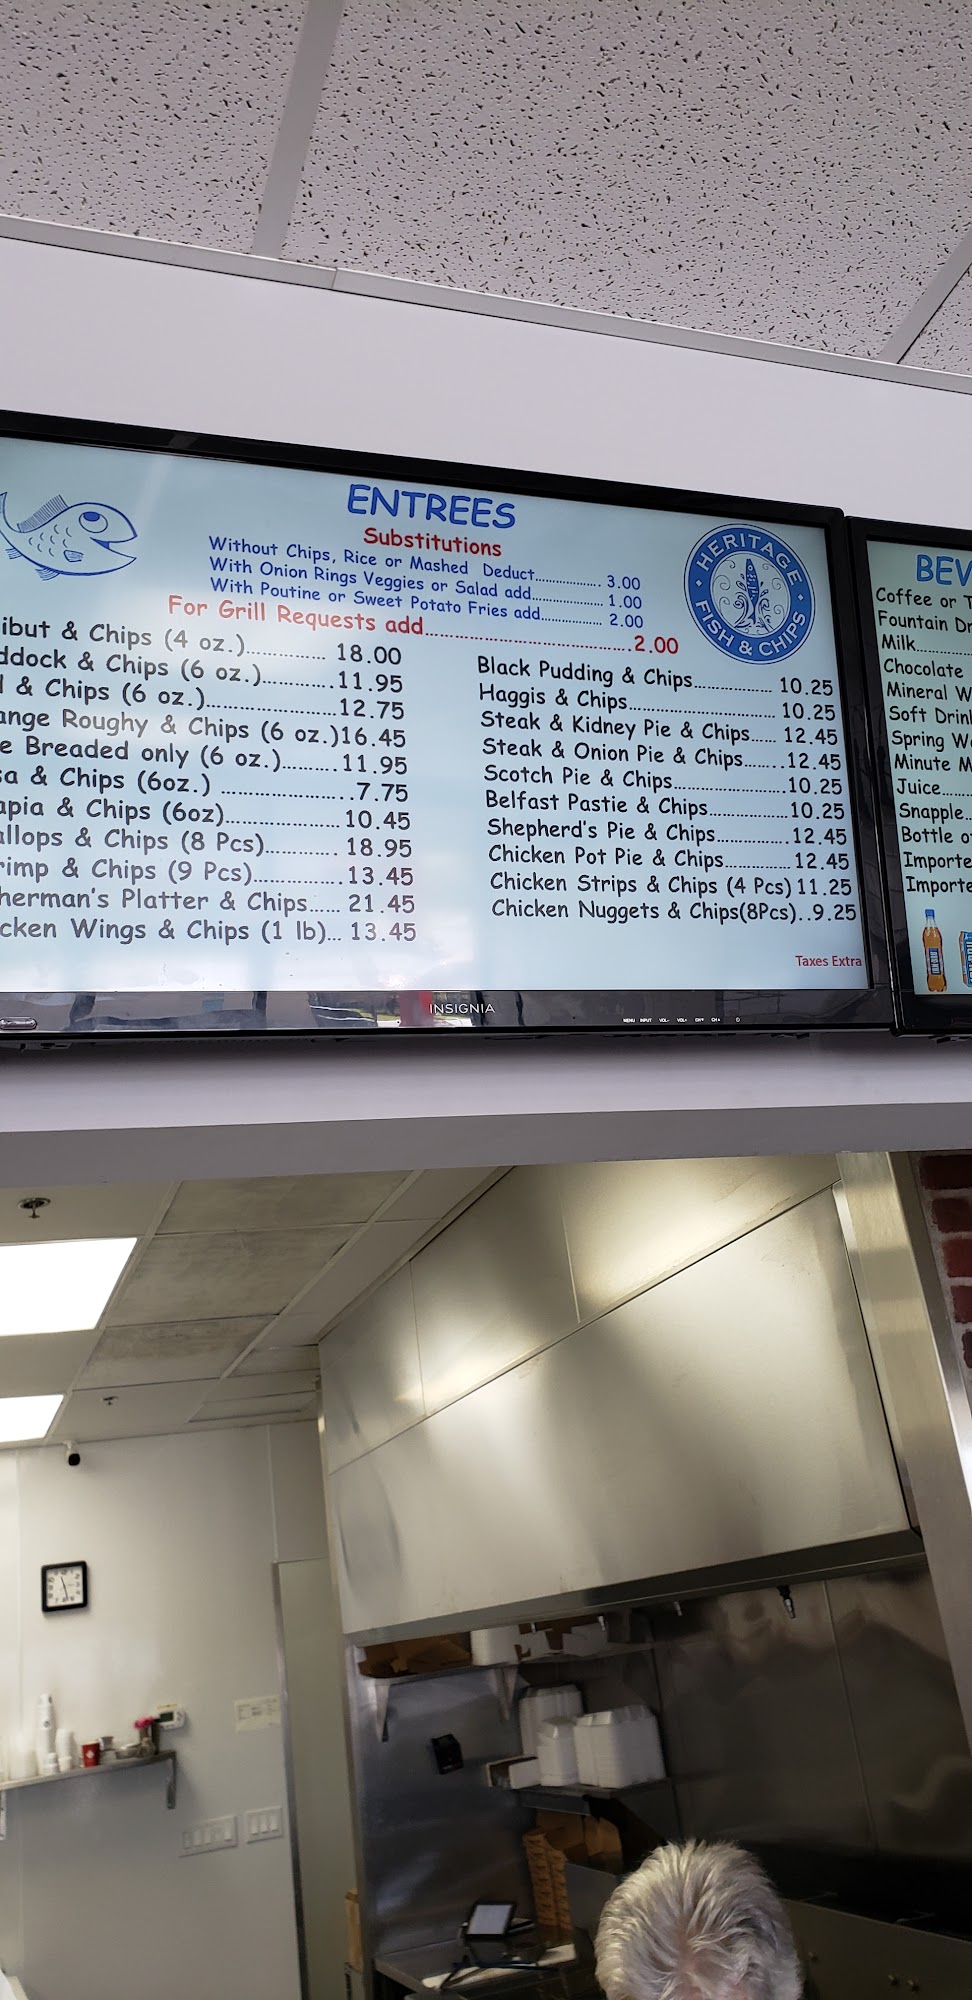 ENTREES
Substitutions
Without Chips, Rice or Mashed Deduct.................. 3.00
With Onion Rings Veggies or Salad add.................... 1.00
With Poutine or Sweet Potato Fries add................. 2.00
For Grill Requests add...............................2.00
HERITAGE
FISH & CHIPS
ibut & Chips (4 oz.)............ 18.00
ddock & Chips (6 oz.)...........11.95
& Chips (6 oz.)....................12.75
ange Roughy & Chips (6 oz.)16.45
e Breaded only (6 oz.).........11.95
sa & Chips (6oz.) ....................7.75
apia & Chips (6oz)..................10.45
allops & Chips (8 Pcs)........... 18.95
rimp & Chips (9 Pcs)..............13.45
herman's Platter & Chips...... 21.45
cken Wings & Chips (1 lb)... 13.45
Black Pudding & Chips............... 10.25
Haggis & Chips............................ 10.25
Steak & Kidney Pie & Chips...... 12.45
Steak & Onion Pie & Chips........12.45
Scotch Pie & Chips......................10.25
Belfast Pastie & Chips................10.25
Shepherd's Pie & Chips.............. 12.45
Chicken Pot Pie & Chips............. 12.45
Chicken Strips & Chips (4 Pcs) 11.25
Chicken Nuggets & Chips(8Pcs)..9.25
Taxes Extra
INSIGNIA
MENU INPUT VOL- VOL+ CH▼ CH▲
BEV
Coffee or T
Fountain Dr
Milk...
Chocolate
Mineral W
Soft Drin
Spring Wa
Minute M
Juice....
Snapple..
Bottle o
Importe
Importe